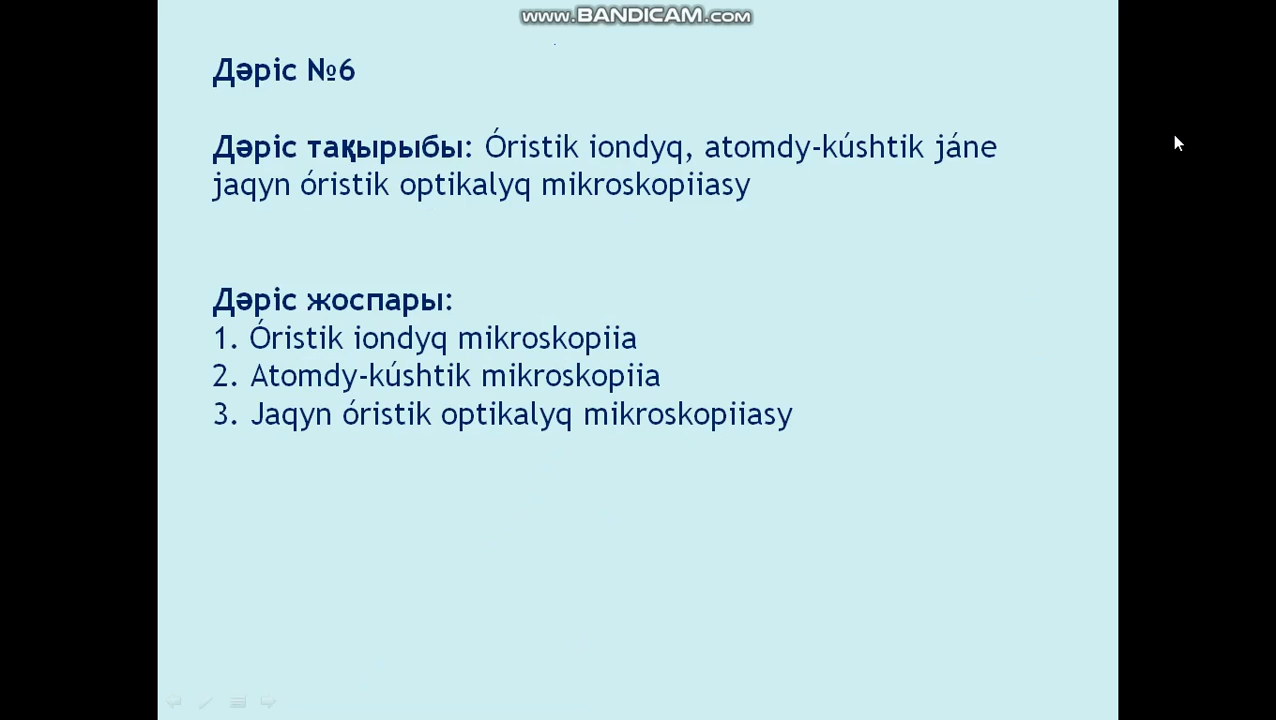 www.BANDICAM.com
Дәріс №6
Дәріс тақырыбы: Óristik iondyq, atomdy-kúshtik jáne
jaqyn óristik optikalyq mikroskopiiasy
Дәріс жоспары:
1. Óristik iondyq mikroskopiia
2. Atomdy-kúshtik mikroskopiia
3. Jaqyn óristik optikalyq mikroskopiiasy